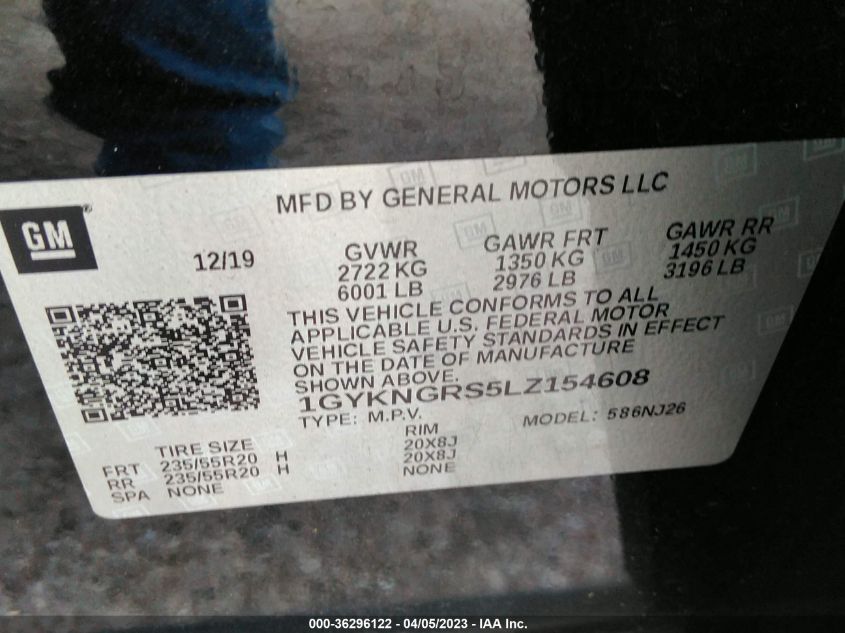 MFD BY GENERAL MOTORS LLC
GM®
12/19
GVWR
2722 KG
6001 LB
GAWR FRT
1350 KG
2976 LB
GAWR RR
1450 KG
3196 LB
THIS VEHICLE CONFORMS TO ALL
APPLICABLE U.S. FEDERAL MOTOR
VEHICLE SAFETY STANDARDS IN EFFECT
ON THE DATE OF MANUFACTURE
SHOWN ABOVE.
1GYKNGRS5LZ154608
TYPE: M.P.V. MODEL: 586NJ26
TIRE SIZE RIM
FRT 235/55R20 H 20X8J
RR 235/55R20 H 20X8J
SPA NONE NONE
000-36296122 - 04/05/2023 - IAA Inc.